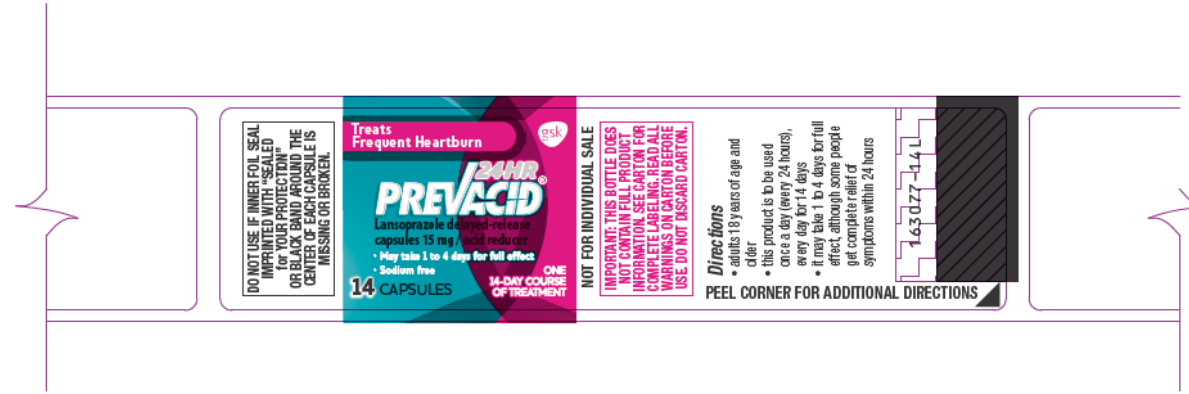 DO NOT USE IF INNER FOIL SEAL
IMPRINTED WITH "SEALED
for YOUR PROTECTION"
OR BLACK BAND AROUND THE
CENTER OF EACH CAPSULE IS
MISSING OR BROKEN.
Treats
Frequent Heartburn
gsk
24HR
PREVACID®
Lansoprazole delayed-release
capsules 15 mg / acid reducer
• May take 1 to 4 days for full effect
• Sodium free
14 CAPSULES
ONE
14-DAY COURSE
OF TREATMENT
NOT FOR INDIVIDUAL SALE
IMPORTANT: THIS BOTTLE DOES
NOT CONTAIN FULL PRODUCT
INFORMATION. SEE CARTON FOR
COMPLETE LABELING. READ ALL
WARNINGS ON CARTON BEFORE
USE. DO NOT DISCARD CARTON.
Directions
• adults 18 years of age and
older
• this product is to be used
once a day (every 24 hours),
every day for 14 days
• it may take 1 to 4 days for full
effect, although some people
get complete relief of
symptoms within 24 hours
PEEL CORNER FOR ADDITIONAL DIRECTIONS
163077-14L